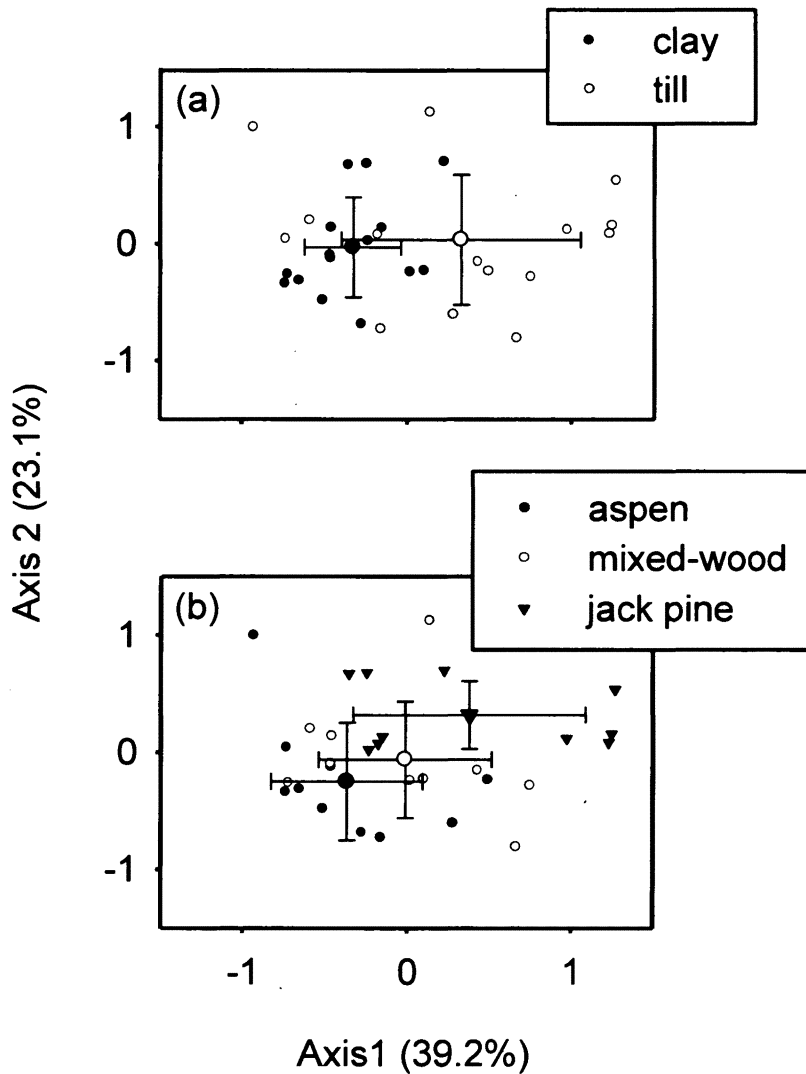 clay
till
(a)
1
0
-1
Axis 2 (23.1%)
aspen
mixed-wood
jack pine
(b)
1
0
-1
-1 0 1
Axis1 (39.2%)